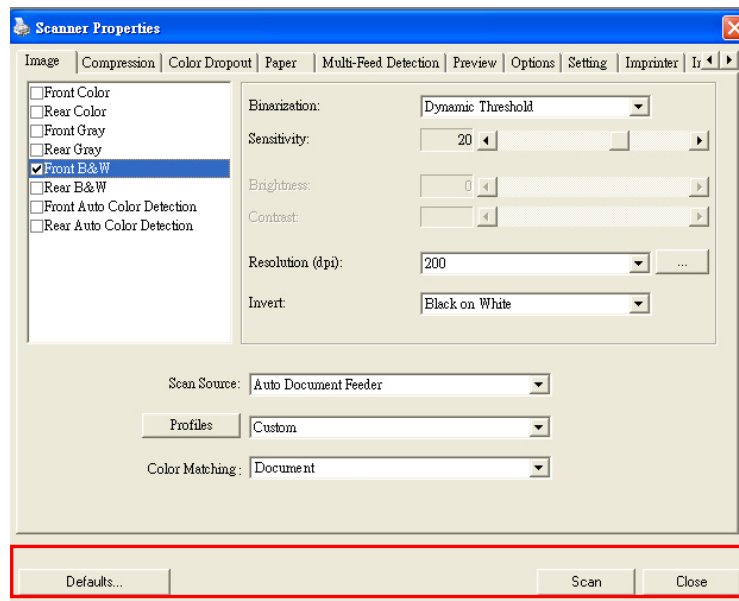 Scanner Properties
Image Compression Color Dropout Paper Multi-Feed Detection Preview Options Setting Imprinter
Front Color
Rear Color
Front Gray
Rear Gray
Front B&W
Rear B&W
Front Auto Color Detection
Rear Auto Color Detection
Binarization: Dynamic Threshold
Sensitivity: 20
Brightness: 0
Contrast:
Resolution (dpi): 200 ...
Invert: Black on White
Scan Source: Auto Document Feeder
Profiles Custom
Color Matching: Document
Defaults... Scan Close